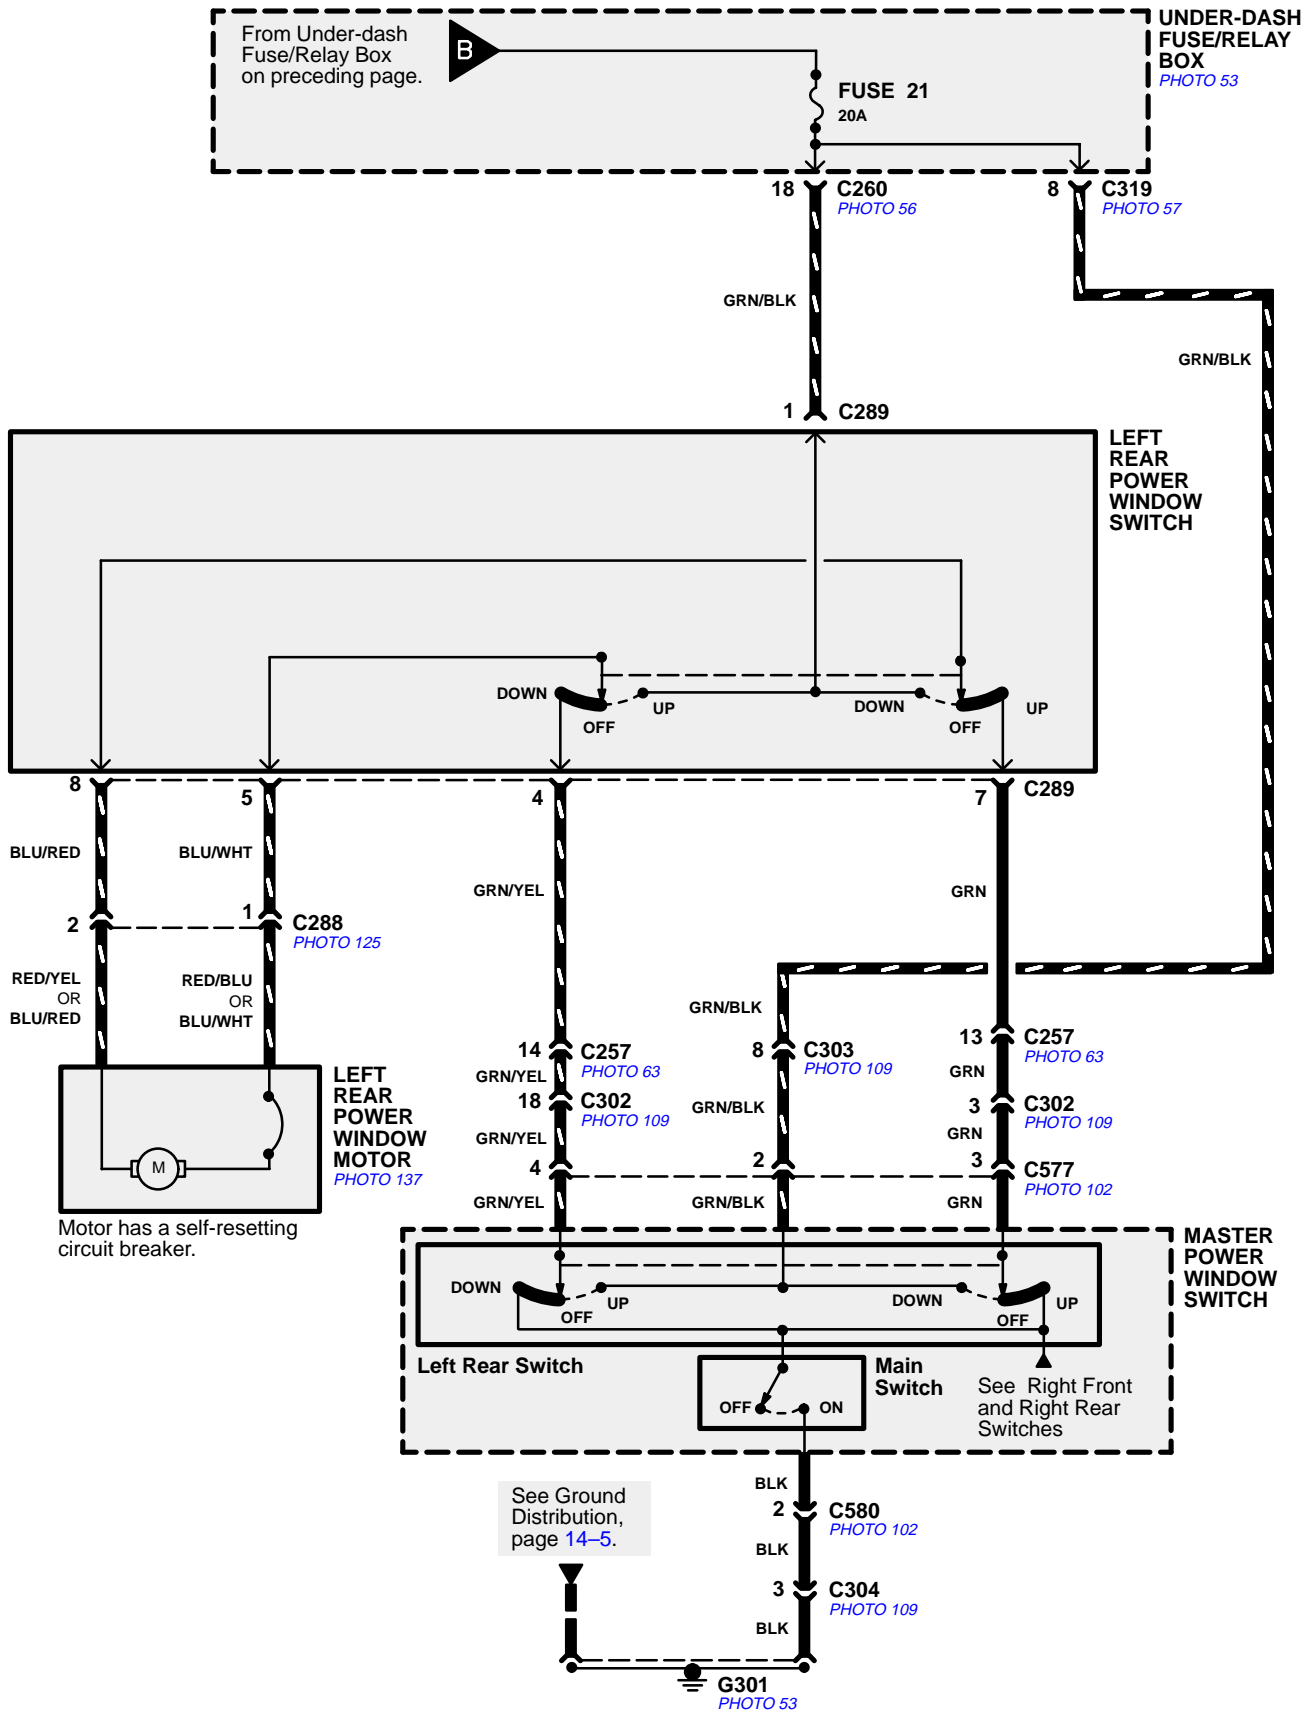 From Under-dash
Fuse/Relay Box
on preceding page.
B
FUSE 21
20A
UNDER-DASH
FUSE/RELAY
BOX
PHOTO 53
18
C260
PHOTO 56
8
C319
PHOTO 57
GRN/BLK
GRN/BLK
1
C289
LEFT
REAR
POWER
WINDOW
SWITCH
DOWN
UP
OFF
DOWN
UP
OFF
8
5
4
7
C289
BLU/RED
BLU/WHT
GRN/YEL
GRN
2
1
C288
PHOTO 125
RED/YEL
OR
BLU/RED
RED/BLU
OR
BLU/WHT
GRN/BLK
14
C257
PHOTO 63
8
C303
PHOTO 109
13
C257
PHOTO 63
GRN/YEL
GRN
18
C302
PHOTO 109
GRN/BLK
3
C302
PHOTO 109
GRN/YEL
GRN
4
2
3
C577
PHOTO 102
GRN/YEL
GRN/BLK
GRN
LEFT
REAR
POWER
WINDOW
MOTOR
PHOTO 137
M
Motor has a self-resetting
circuit breaker.
MASTER
POWER
WINDOW
SWITCH
DOWN
UP
OFF
DOWN
UP
OFF
Left Rear Switch
Main
Switch
OFF
ON
See Right Front
and Right Rear
Switches
See Ground
Distribution,
page 14–5.
BLK
2
C580
PHOTO 102
BLK
3
C304
PHOTO 109
BLK
G301
PHOTO 53